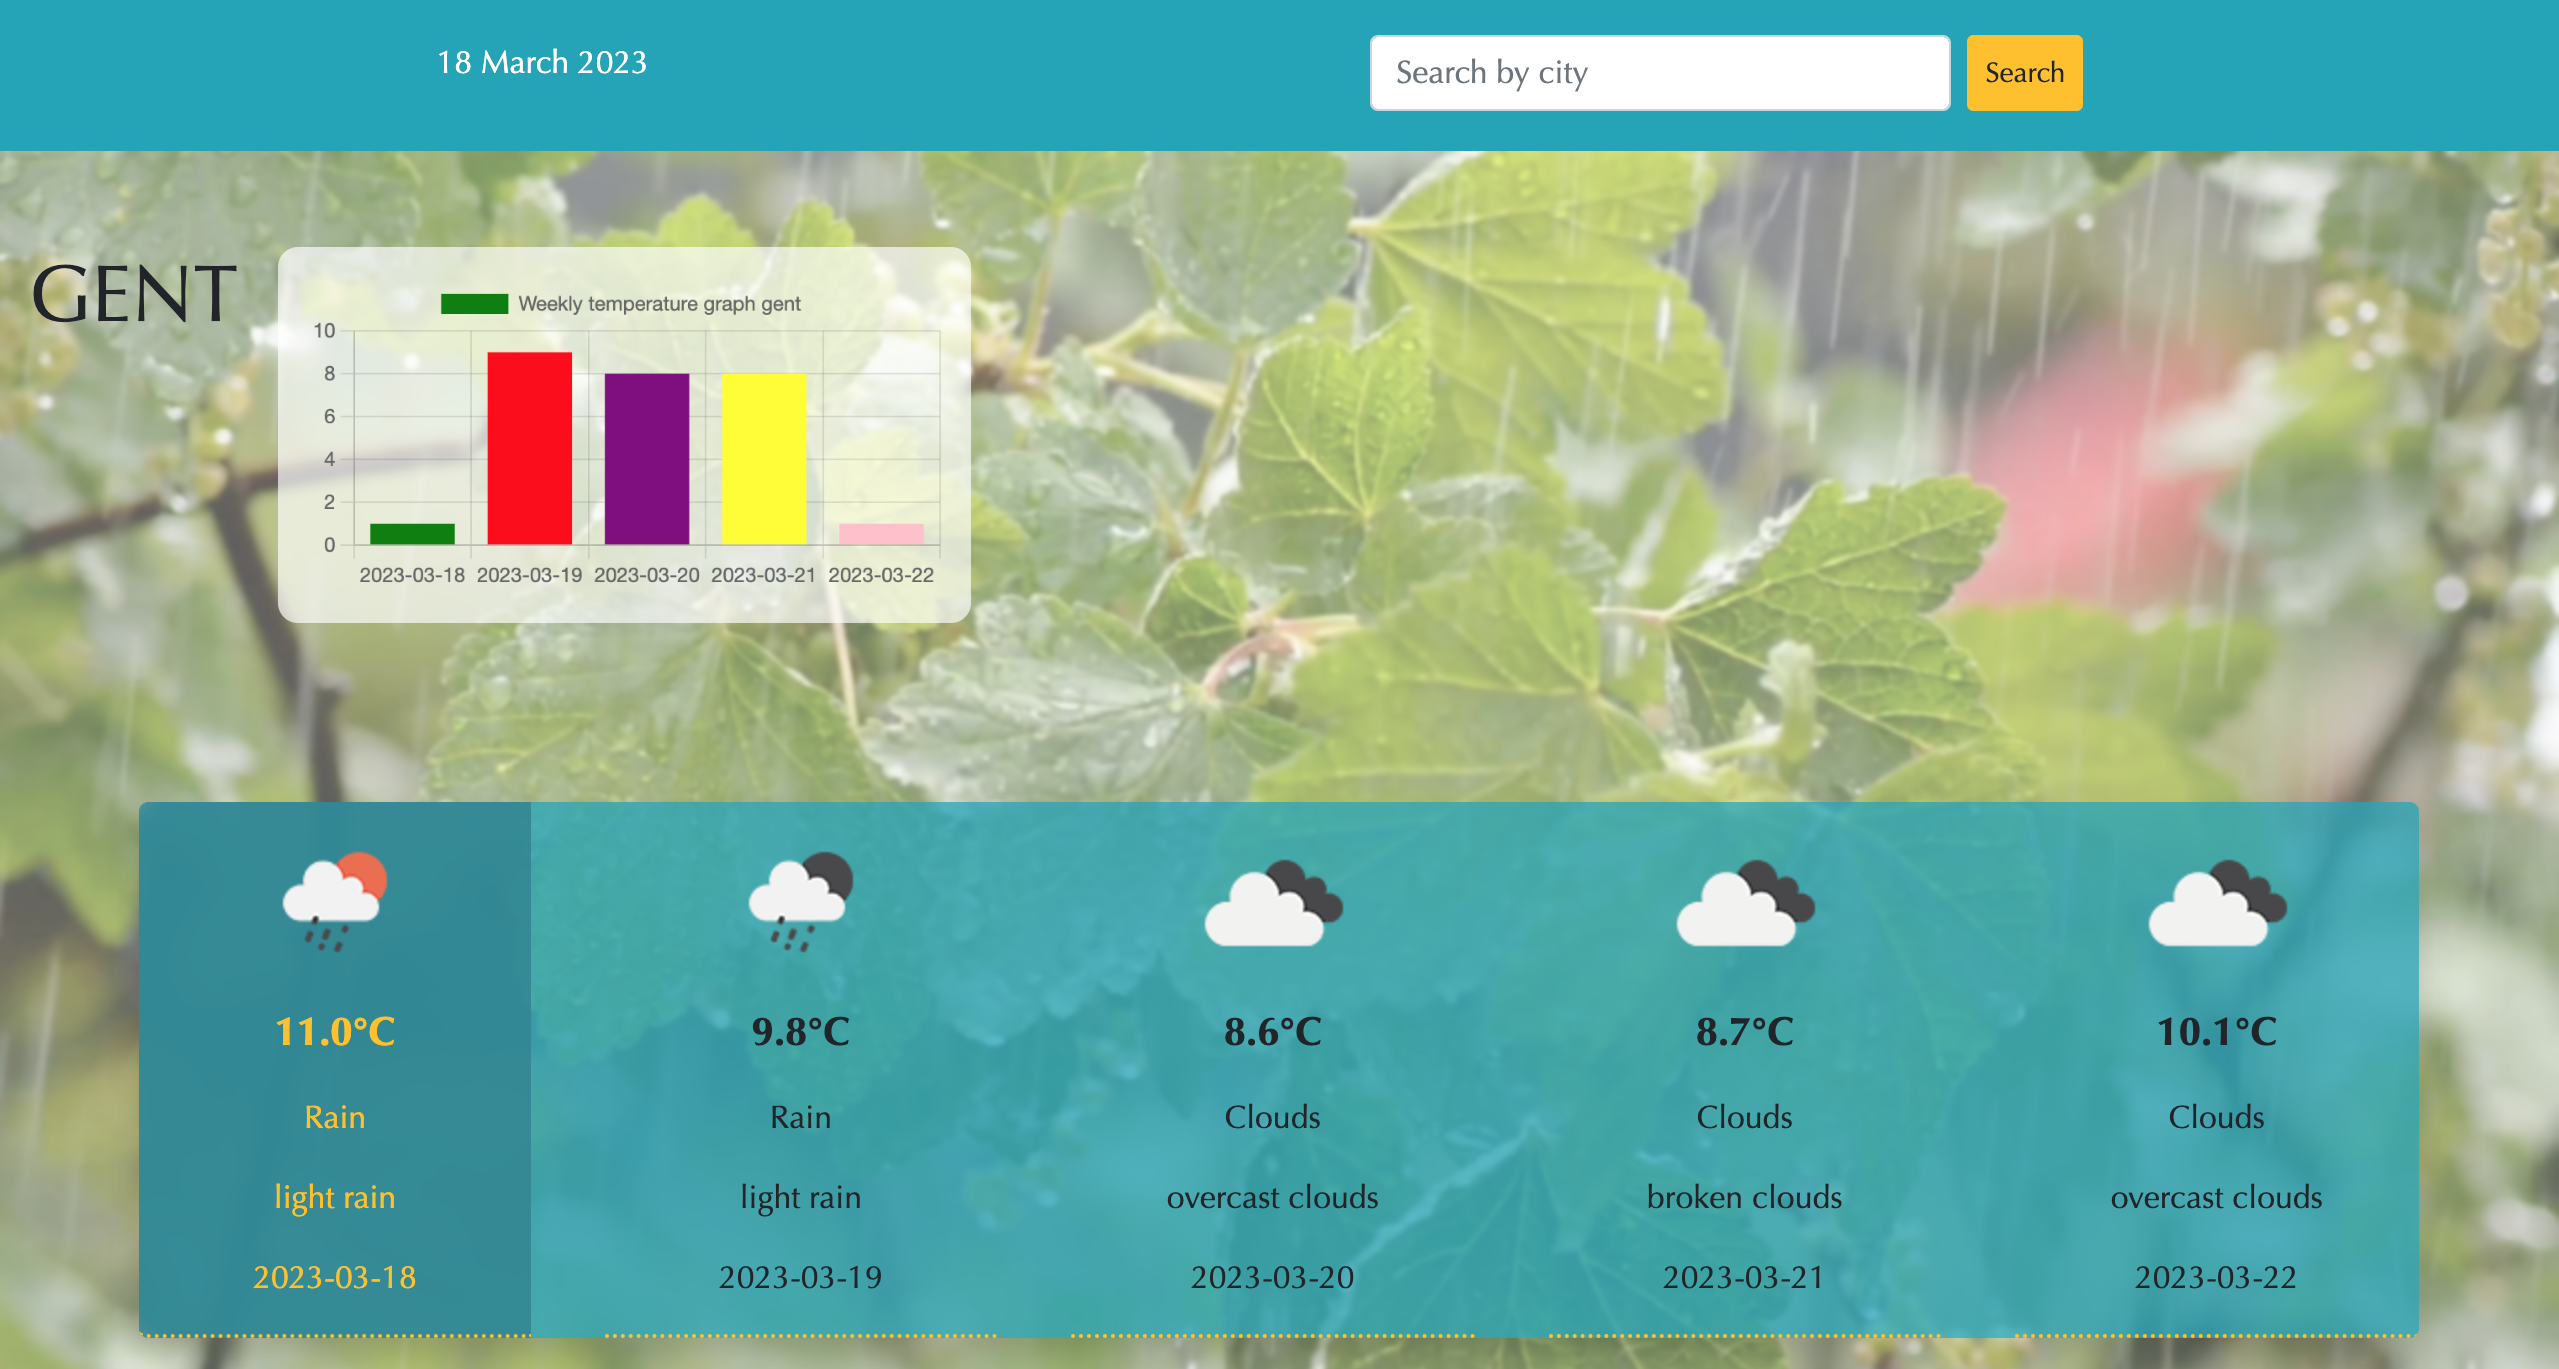 18 March 2023
Search by city
Search
GENT
Weekly temperature graph gent
10
8
6
4
2
0
2023-03-18 2023-03-19 2023-03-20 2023-03-21 2023-03-22
11.0°C 9.8°C 8.6°C 8.7°C 10.1°C
Rain Rain Clouds Clouds Clouds
light rain light rain overcast clouds broken clouds overcast clouds
2023-03-18 2023-03-19 2023-03-20 2023-03-21 2023-03-22